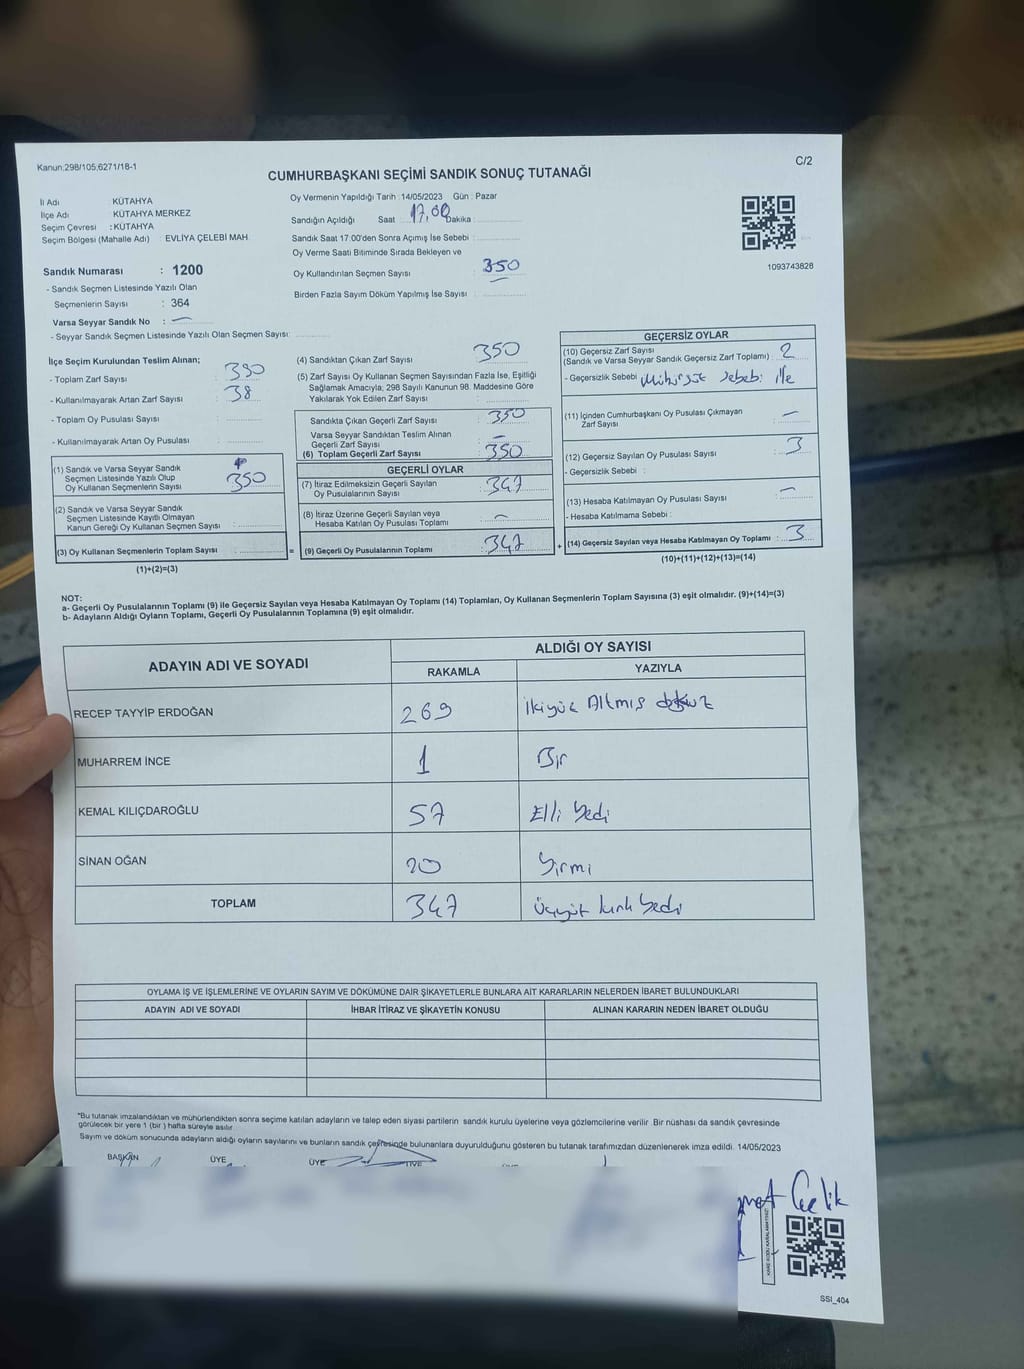 Kanun:298/105;6271/18-1
C/2
CUMHURBAŞKANI SEÇİMİ SANDIK SONUÇ TUTANAĞI
İl Adı : KÜTAHYA
İlçe Adı : KÜTAHYA MERKEZ
Seçim Çevresi : KÜTAHYA
Seçim Bölgesi (Mahalle Adı) : EVLİYA ÇELEBİ MAH.
Sandık Numarası : 1200
- Sandık Seçmen Listesinde Yazılı Olan
Seçmenlerin Sayısı : 364
Varsa Seyyar Sandık No : —
- Seyyar Sandık Seçmen Listesinde Yazılı Olan Seçmen Sayısı:
Oy Vermenin Yapıldığı Tarih :14/05/2023 Gün : Pazar
Sandığın Açıldığı Saat 17,00 Dakika :
Sandık Saat 17.00'den Sonra Açımış İse Sebebi :
Oy Verme Saati Bitiminde Sırada Bekleyen ve
Oy Kullandırılan Seçmen Sayısı : 350
Birden Fazla Sayım Döküm Yapılmış İse Sayısı :
1093743828
İlçe Seçim Kurulundan Teslim Alınan;
- Toplam Zarf Sayısı : 390
- Kullanılmayarak Artan Zarf Sayısı : 38
- Toplam Oy Pusulası Sayısı :
- Kullanılmayarak Artan Oy Pusulası :
(1) Sandık ve Varsa Seyyar Sandık
Seçmen Listesinde Yazılı Olup
Oy Kullanan Seçmenlerin Sayısı : 350
(2) Sandık ve Varsa Seyyar Sandık
Seçmen Listesinde Kayıtlı Olmayan
Kanun Gereği Oy Kullanan Seçmen Sayısı :
(3) Oy Kullanan Seçmenlerin Toplam Sayısı :
(1)+(2)=(3)
(4) Sandıktan Çıkan Zarf Sayısı : 350
(5) Zarf Sayısı Oy Kullanan Seçmen Sayısından Fazla İse, Eşitliği
Sağlamak Amacıyla; 298 Sayılı Kanunun 98. Maddesine Göre
Yakılarak Yok Edilen Zarf Sayısı :
Sandıkta Çıkan Geçerli Zarf Sayısı : 350
Varsa Seyyar Sandıktan Teslim Alınan
Geçerli Zarf Sayısı : —
(6) Toplam Geçerli Zarf Sayısı : 350
GEÇERLİ OYLAR
(7) İtiraz Edilmeksizin Geçerli Sayılan
Oy Pusulalarının Sayısı : 347
(8) İtiraz Üzerine Geçerli Sayılan veya
Hesaba Katılan Oy Pusulası Toplamı : —
= (9) Geçerli Oy Pusulalarının Toplamı : 347
GEÇERSİZ OYLAR
(10) Geçersiz Zarf Sayısı
(Sandık ve Varsa Seyyar Sandık Geçersiz Zarf Toplamı) : 2
- Geçersizlik Sebebi : sebebi ile
(11) İçinden Cumhurbaşkanı Oy Pusulası Çıkmayan
Zarf Sayısı : —
(12) Geçersiz Sayılan Oy Pusulası Sayısı : 3
- Geçersizlik Sebebi :
(13) Hesaba Katılmayan Oy Pusulası Sayısı : —
- Hesaba Katılmama Sebebi :
+ (14) Geçersiz Sayılan veya Hesaba Katılmayan Oy Toplamı : 3
(10)+(11)+(12)+(13)=(14)
NOT:
a- Geçerli Oy Pusulalarının Toplamı (9) ile Geçersiz Sayılan veya Hesaba Katılmayan Oy Toplamı (14) Toplamları, Oy Kullanan Seçmenlerin Toplam Sayısına (3) eşit olmalıdır. (9)+(14)=(3)
b- Adayların Aldığı Oyların Toplamı, Geçerli Oy Pusulalarının Toplamına (9) eşit olmalıdır.
ADAYIN ADI VE SOYADI
ALDIĞI OY SAYISI
RAKAMLA YAZIYLA
RECEP TAYYİP ERDOĞAN 269 ikiyüz Altmış dokuz
MUHARREM İNCE 1 Bir
KEMAL KILIÇDAROĞLU 57 Elli Yedi
SİNAN OĞAN 20 Yirmi
TOPLAM 347 Üçyüz kırk Yedi
OYLAMA İŞ VE İŞLEMLERİNE VE OYLARIN SAYIM VE DÖKÜMÜNE DAİR ŞİKAYETLERLE BUNLARA AİT KARARLARIN NELERDEN İBARET BULUNDUKLARI
ADAYIN ADI VE SOYADI İHBAR İTİRAZ VE ŞİKAYETİN KONUSU ALINAN KARARIN NEDEN İBARET OLDUĞU
*Bu tutanak imzalandıktan ve mühürlendikten sonra seçime katılan adayların ve talep eden siyasi partilerin sandık kurulu üyelerine veya gözlemcilerine verilir. Bir nüshası da sandık çevresinde
görülecek bir yere 1 (bir) hafta süreyle asılır.
Sayım ve döküm sonucunda adayların aldığı oyların sayılarını ve bunların sandık çevresinde bulunanlara duyurulduğunu gösteren bu tutanak tarafımızdan düzenlenerek imza edildi. 14/05/2023
BAŞKAN ÜYE ÜYE ÜYE
Çelik
KARE KODU KARALAMAYINIZ!
SSI_404